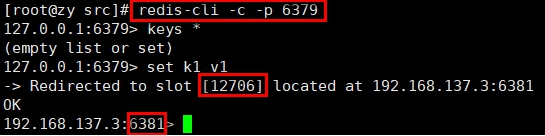 [root@zy src]# redis-cli -c -p 6379
127.0.0.1:6379> keys *
(empty list or set)
127.0.0.1:6379> set k1 v1
-> Redirected to slot [12706] located at 192.168.137.3:6381
OK
192.168.137.3:6381>